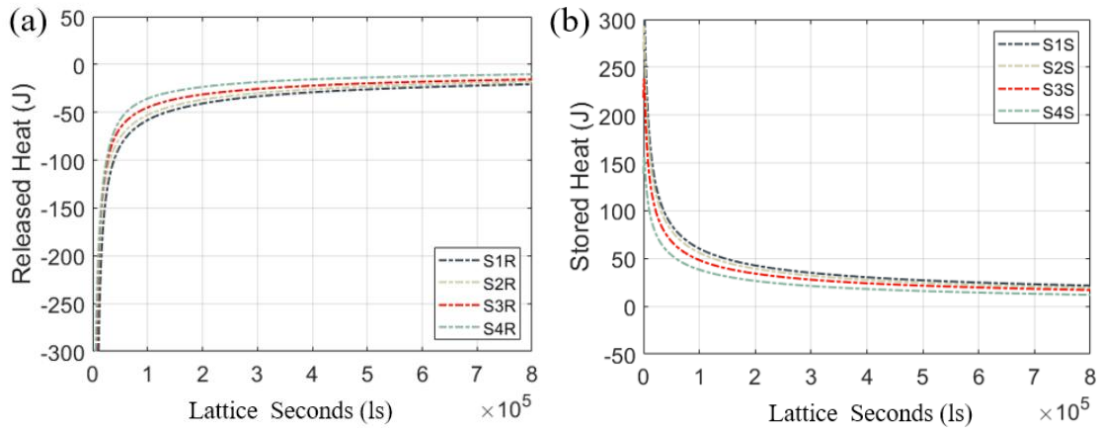 (a)
Released Heat (J)
50
0
-50
-100
-150
-200
-250
-300
S1R
S2R
S3R
S4R
0 1 2 3 4 5 6 7 8
Lattice Seconds (ls)
×10^5
(b)
Stored Heat (J)
300
250
200
150
100
50
0
-50
S1S
S2S
S3S
S4S
0 1 2 3 4 5 6 7 8
Lattice Seconds (ls)
×10^5